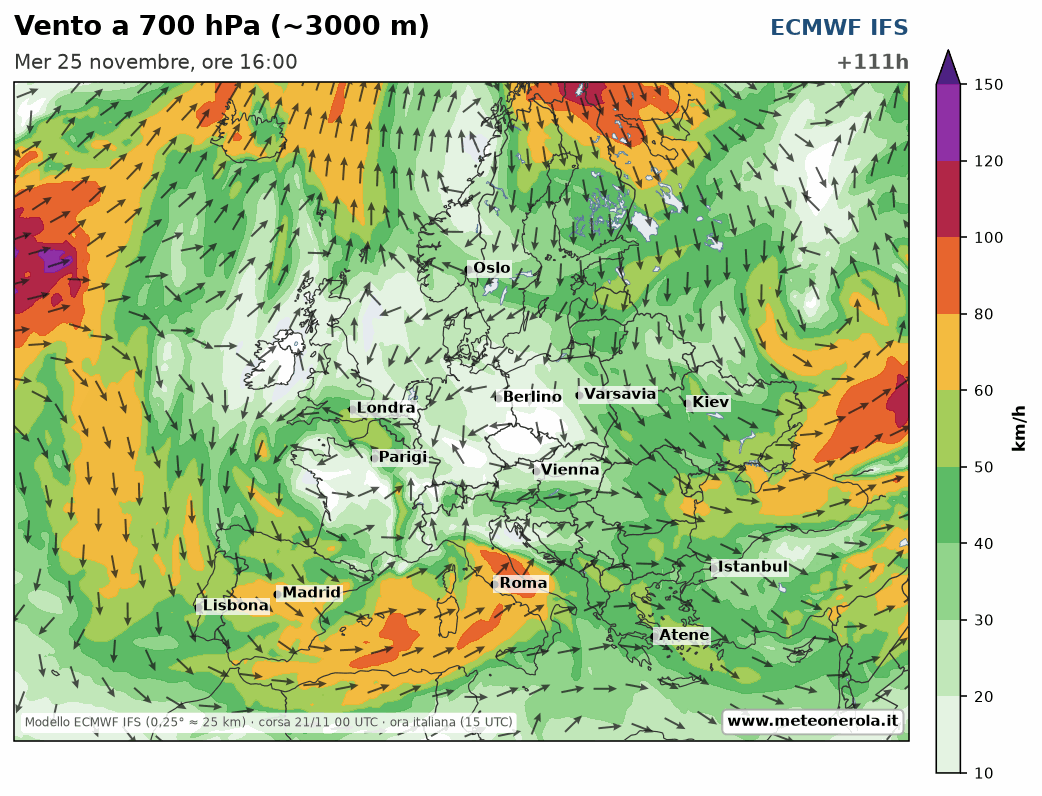 Vento a 700 hPa (~3000 m)
ECMWF IFS
Mer 25 novembre, ore 16:00
+111h
150
120
100
80
60
50
40
30
20
10
km/h
Oslo
Berlino
Varsavia
Kiev
Londra
Parigi
Vienna
Istanbul
Roma
Madrid
Lisbona
Atene
Modello ECMWF IFS (0,25° ≈ 25 km) · corsa 21/11 00 UTC · ora italiana (15 UTC)
www.meteonerola.it